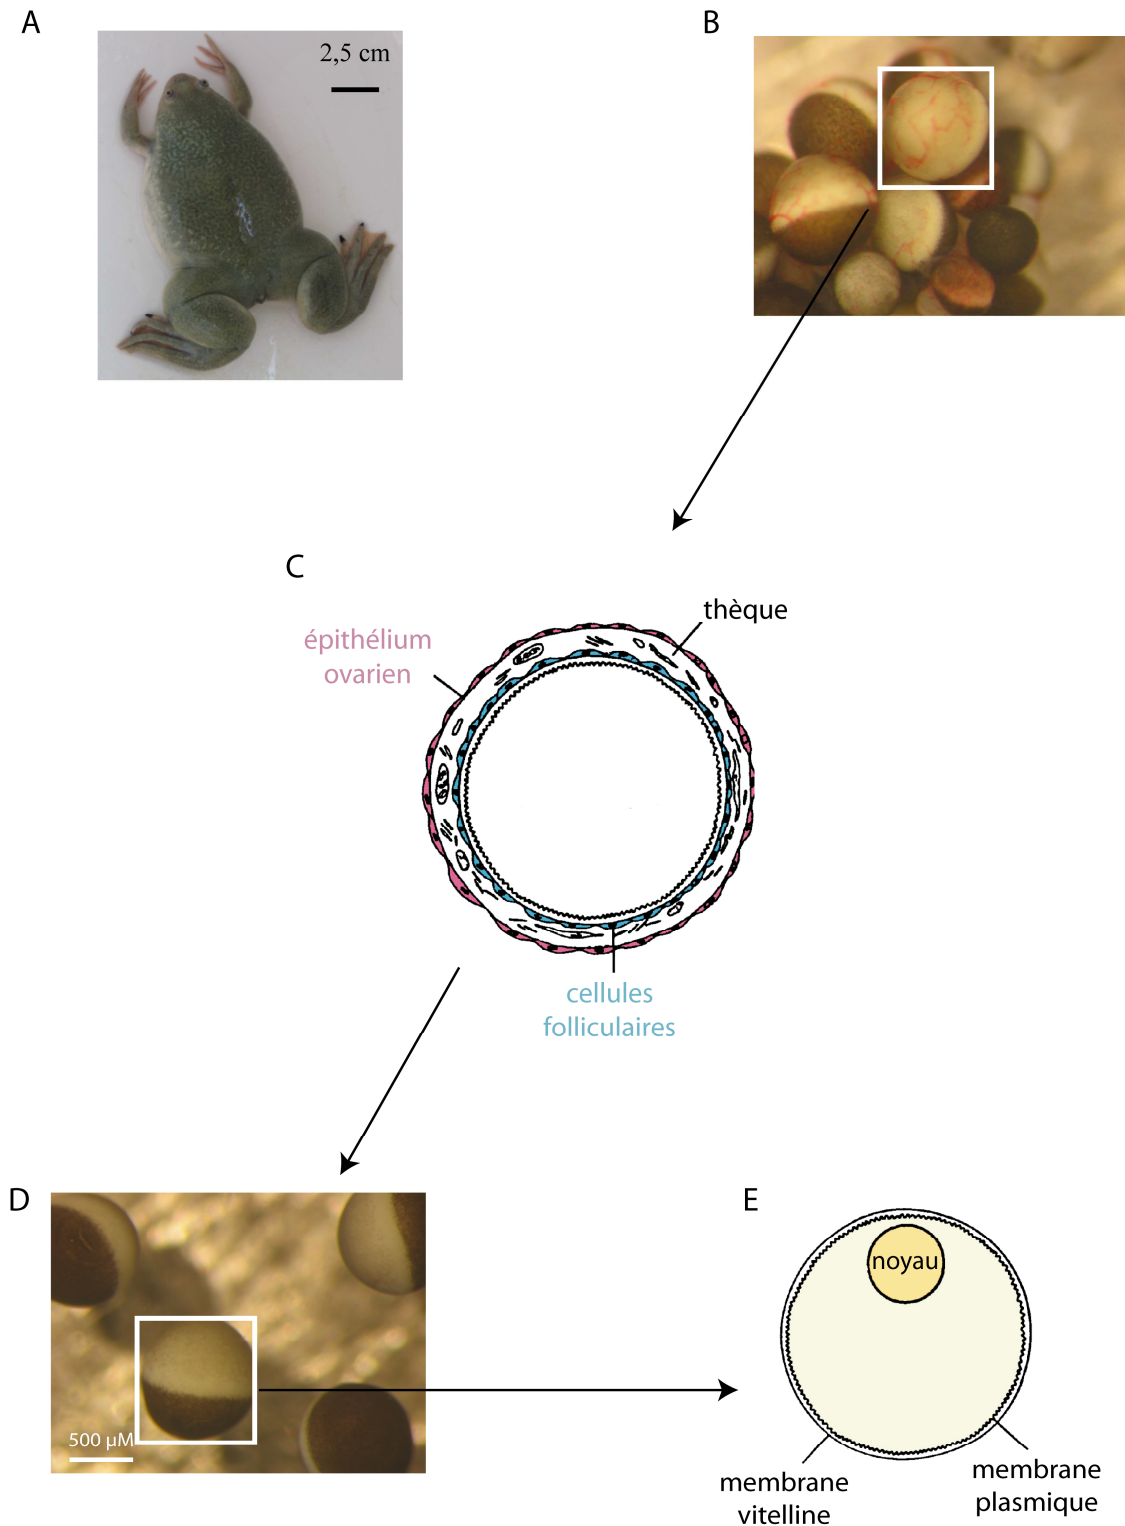 A
2,5 cm
B
C
thèque
épithélium
ovarien
cellules
folliculaires
D
500 µM
E
noyau
membrane
vitelline
membrane
plasmique